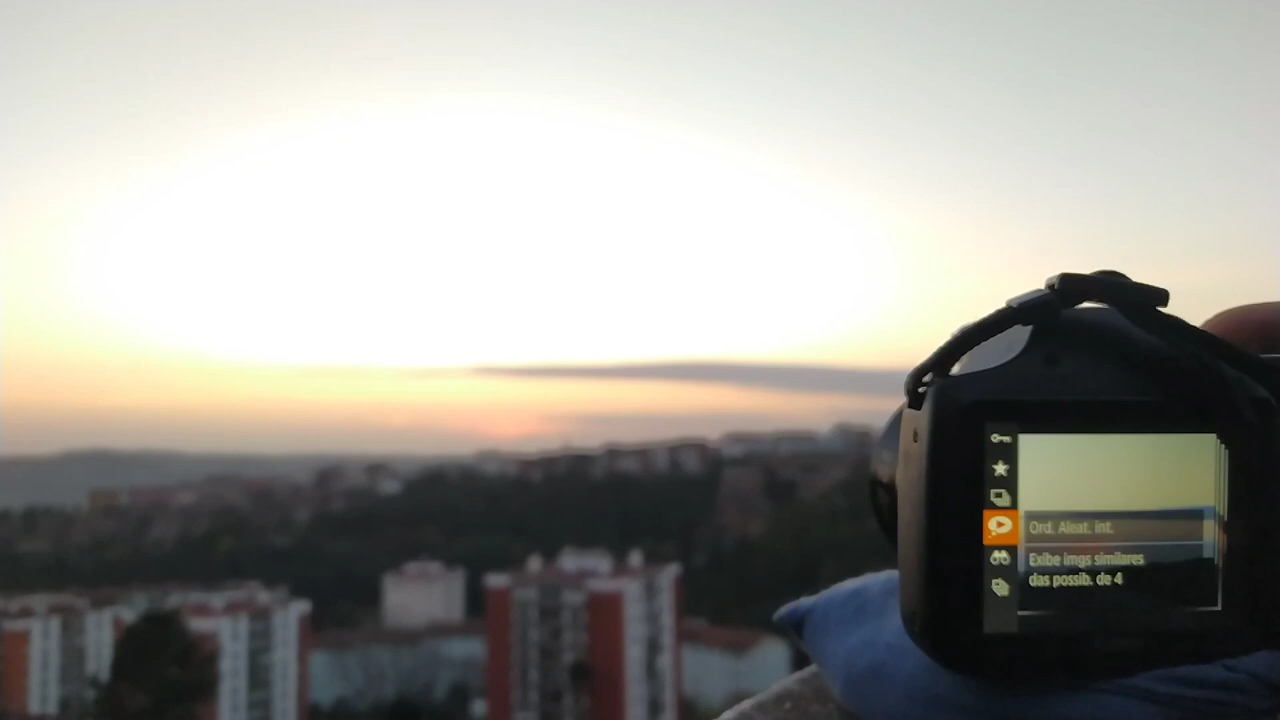 Ord. Aleat. int.
Exibe imgs similares
das possib. de 4